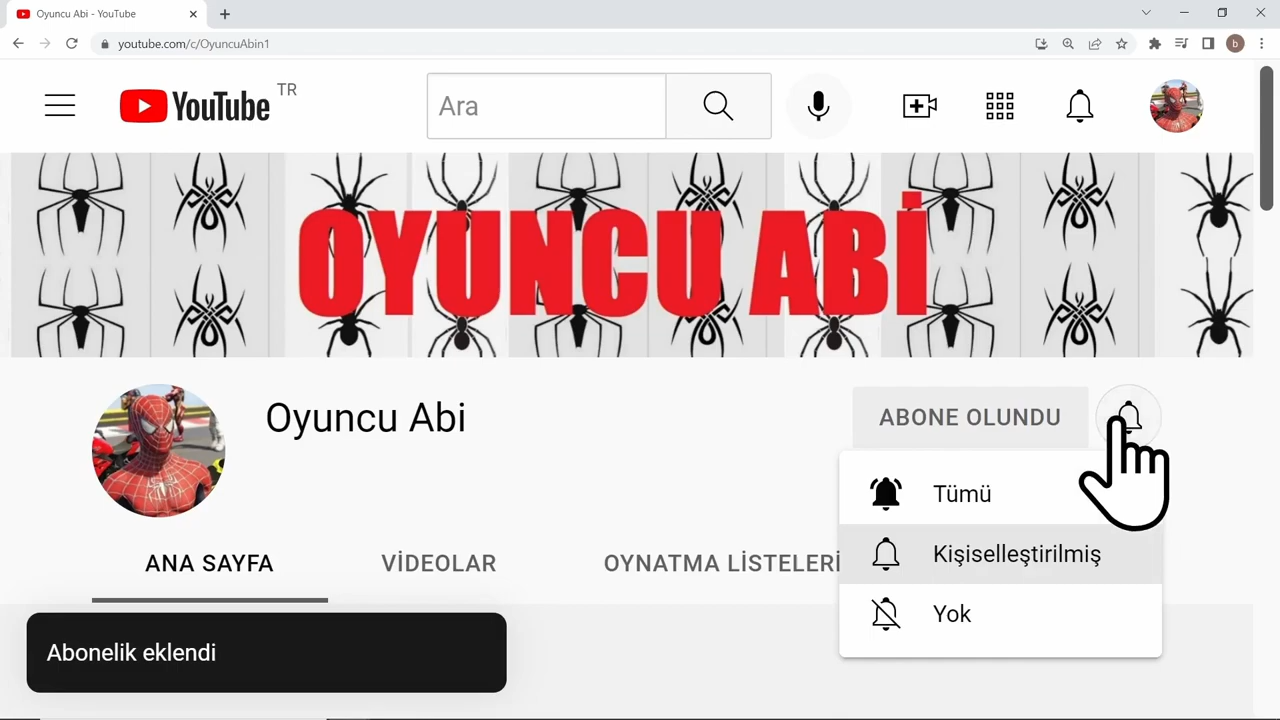 Oyuncu Abi - YouTube
youtube.com/c/OyuncuAbin1
b
YouTube TR
Ara
OYUNCU ABİ
Oyuncu Abi
ABONE OLUNDU
Tümü
Kişiselleştirilmiş
Yok
ANA SAYFA
VİDEOLAR
OYNATMA LİSTELERİ
Abonelik eklendi